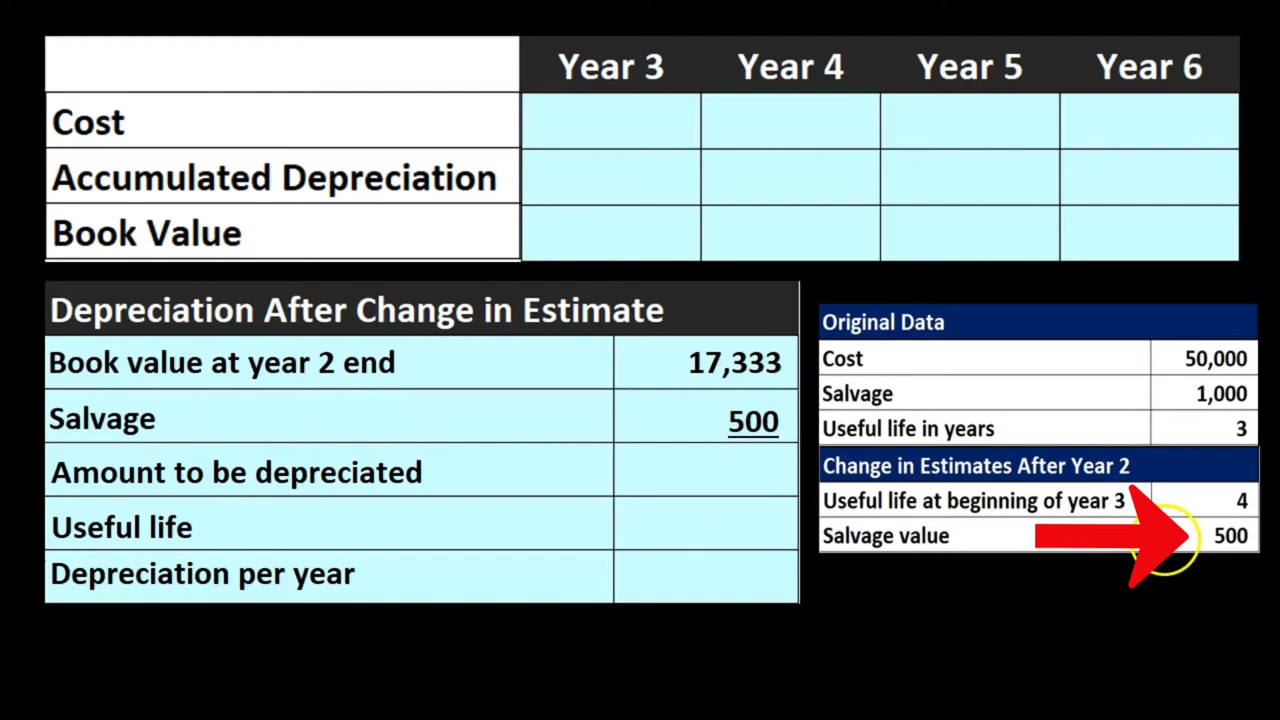 Year 3 Year 4 Year 5 Year 6
Cost
Accumulated Depreciation
Book Value
Depreciation After Change in Estimate
Book value at year 2 end 17,333
Salvage 500
Amount to be depreciated
Useful life
Depreciation per year
Original Data
Cost 50,000
Salvage 1,000
Useful life in years 3
Change in Estimates After Year 2
Useful life at beginning of year 3 4
Salvage value 500